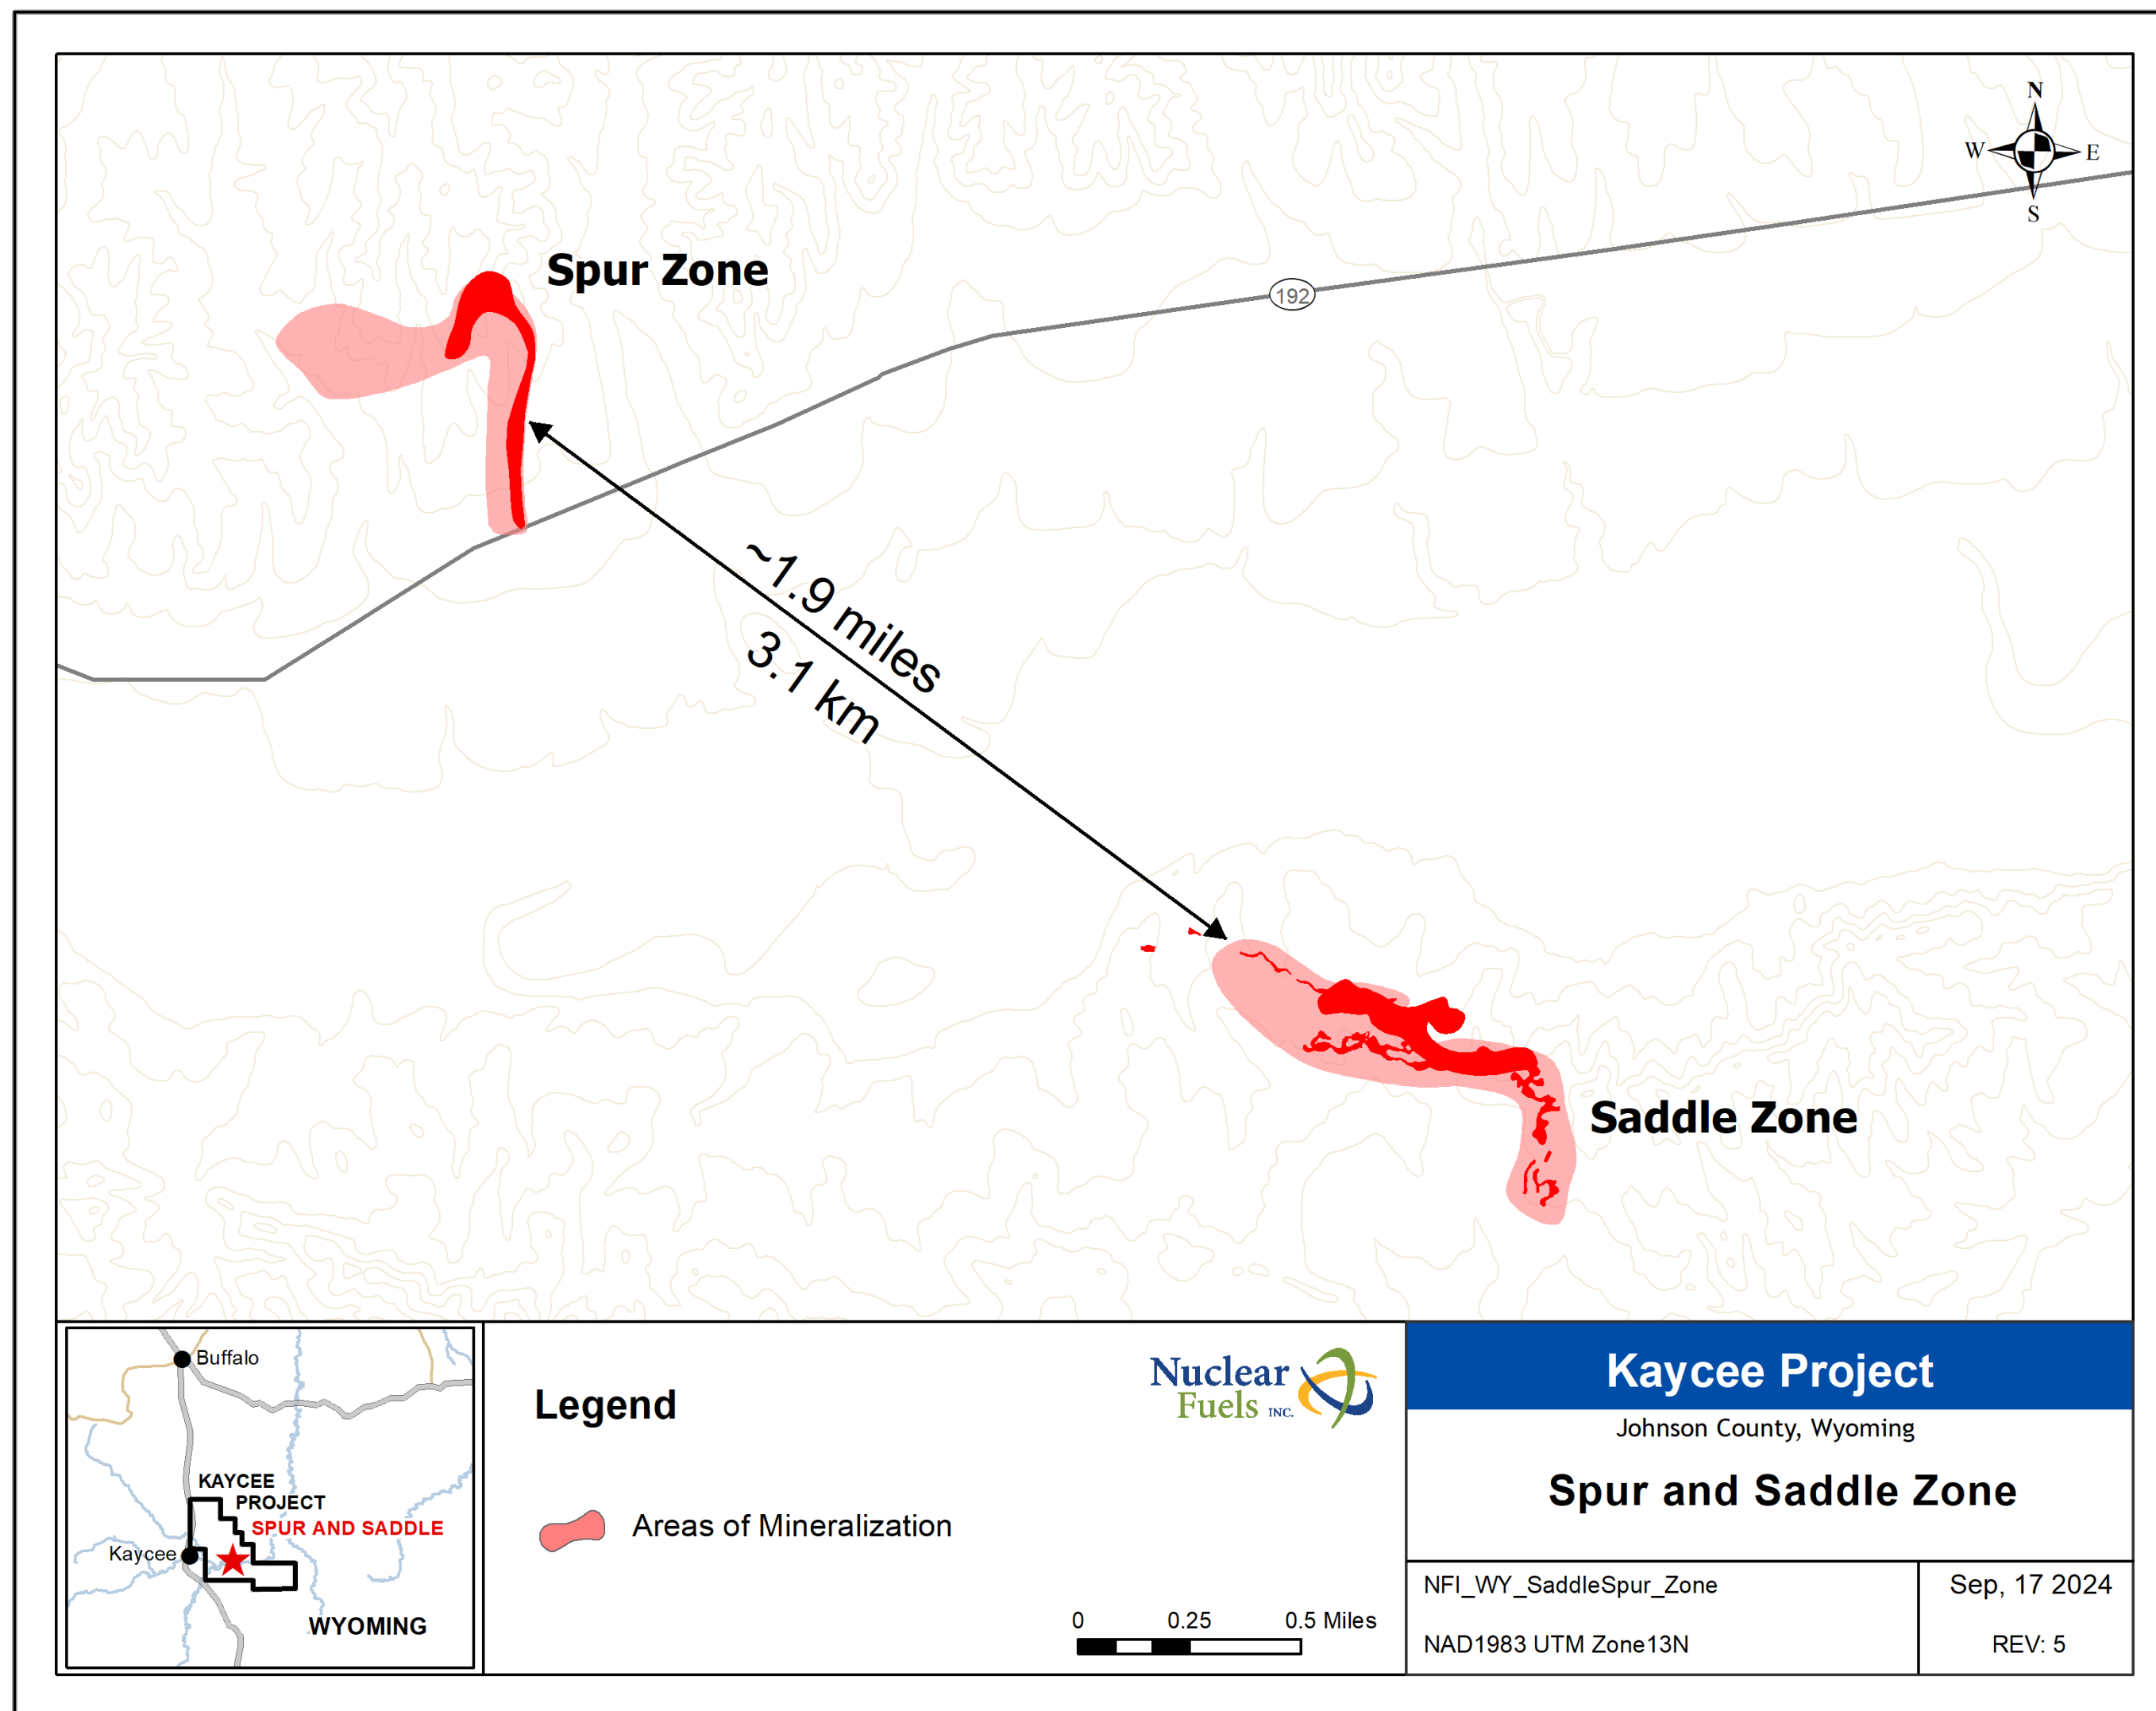 N
W
E
S
Spur Zone
192
~1.9 miles
3.1 km
Saddle Zone
Buffalo
KAYCEE
PROJECT
SPUR AND SADDLE
Kaycee
WYOMING
Legend
Areas of Mineralization
Nuclear
Fuels INC.
0 0.25 0.5 Miles
Kaycee Project
Johnson County, Wyoming
Spur and Saddle Zone
NFI_WY_SaddleSpur_Zone
Sep, 17 2024
NAD1983 UTM Zone13N
REV: 5